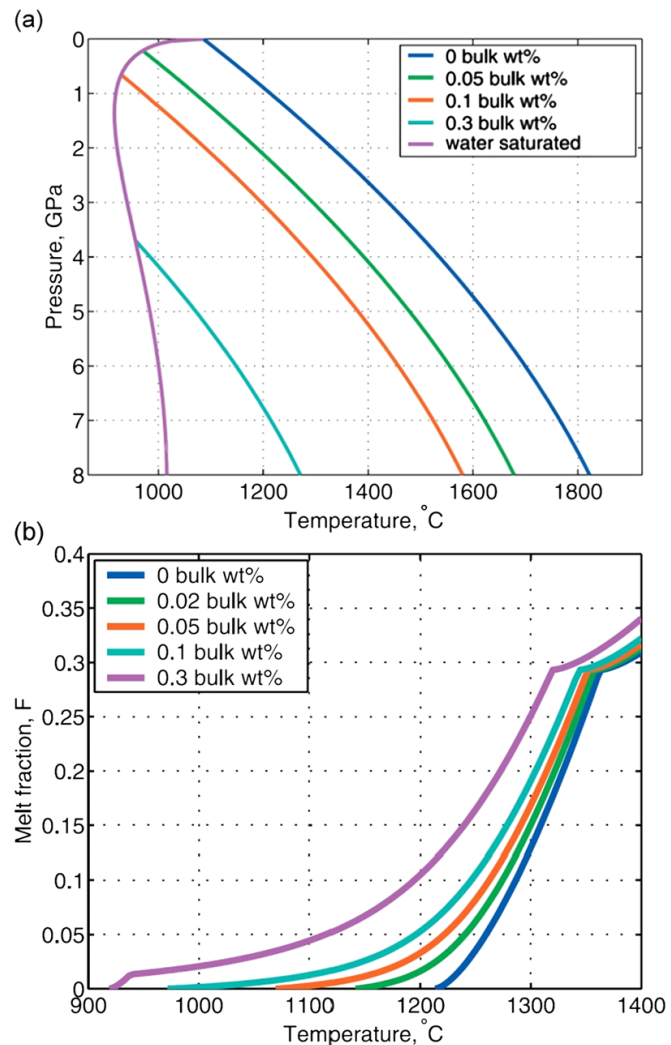 (a)
0
1
2
3
4
5
6
7
8
Pressure, GPa
0 bulk wt%
0.05 bulk wt%
0.1 bulk wt%
0.3 bulk wt%
water saturated
1000 1200 1400 1600 1800
Temperature, °C
(b)
0.4
0.35
0.3
0.25
0.2
0.15
0.1
0.05
0
Melt fraction, F
0 bulk wt%
0.02 bulk wt%
0.05 bulk wt%
0.1 bulk wt%
0.3 bulk wt%
900 1000 1100 1200 1300 1400
Temperature, °C